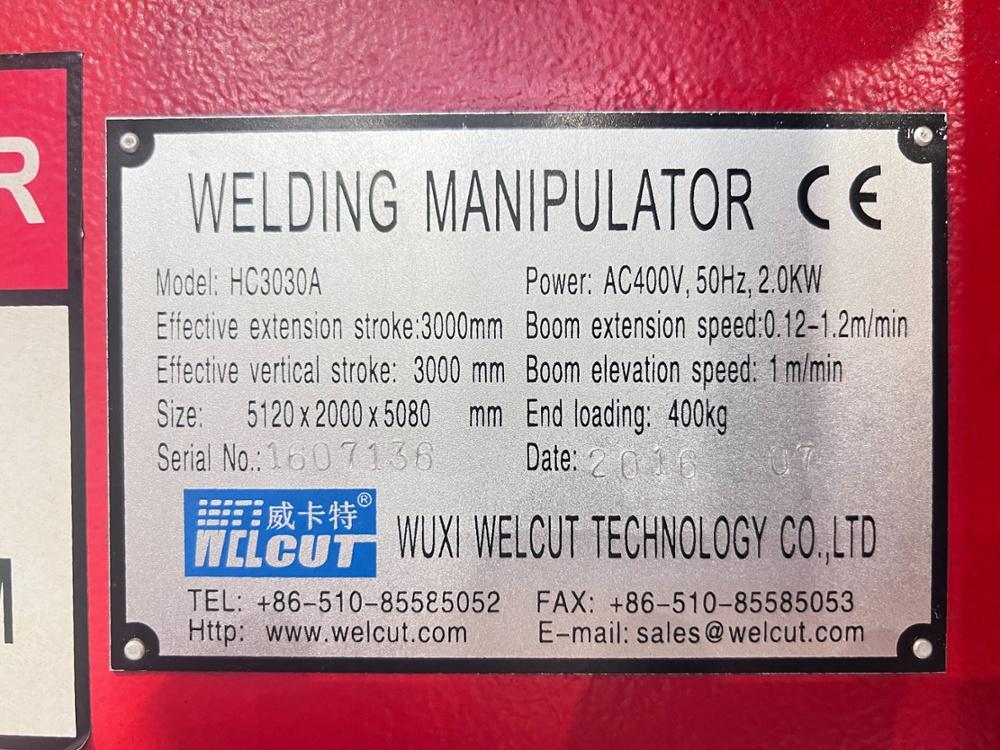 R
WELDING MANIPULATOR CE
Model: HC3030A Power: AC400V, 50Hz, 2.0KW
Effective extension stroke:3000mm Boom extension speed:0.12-1.2m/min
Effective vertical stroke: 3000 mm Boom elevation speed: 1 m/min
Size: 5120 x 2000 x 5080 mm End loading: 400kg
Serial No.: 1607136 Date: 2016 07
威卡特®
WELCUT WUXI WELCUT TECHNOLOGY CO.,LTD
TEL: +86-510-85585052 FAX: +86-510-85585053
Http: www.welcut.com E-mail: sales@welcut.com
M